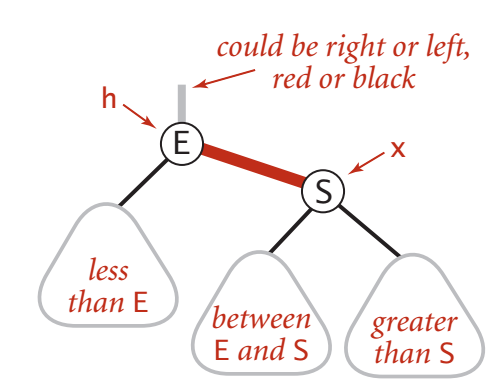 could be right or left,
red or black
h
E
x
S
less
than E
between
E and S
greater
than S